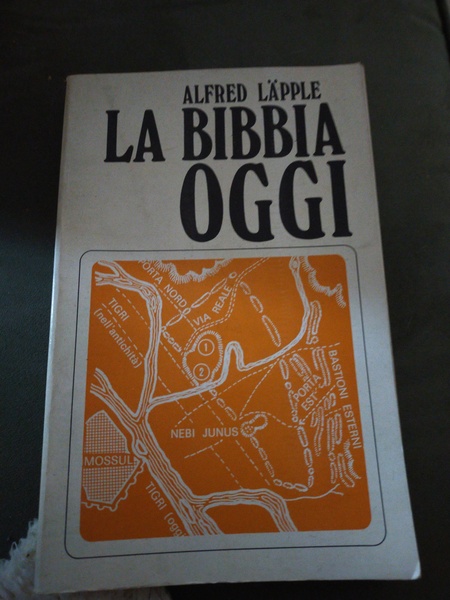 ALFRED LÄPPLE
LA BIBBIA
OGGI
PORTA NORD
VIA REALE
TIGRI
(nell'antichità)
1
2
PORTA
EST
BASTIONI ESTERNI
NEBI JUNUS
MOSSUL
TIGRI (oggi